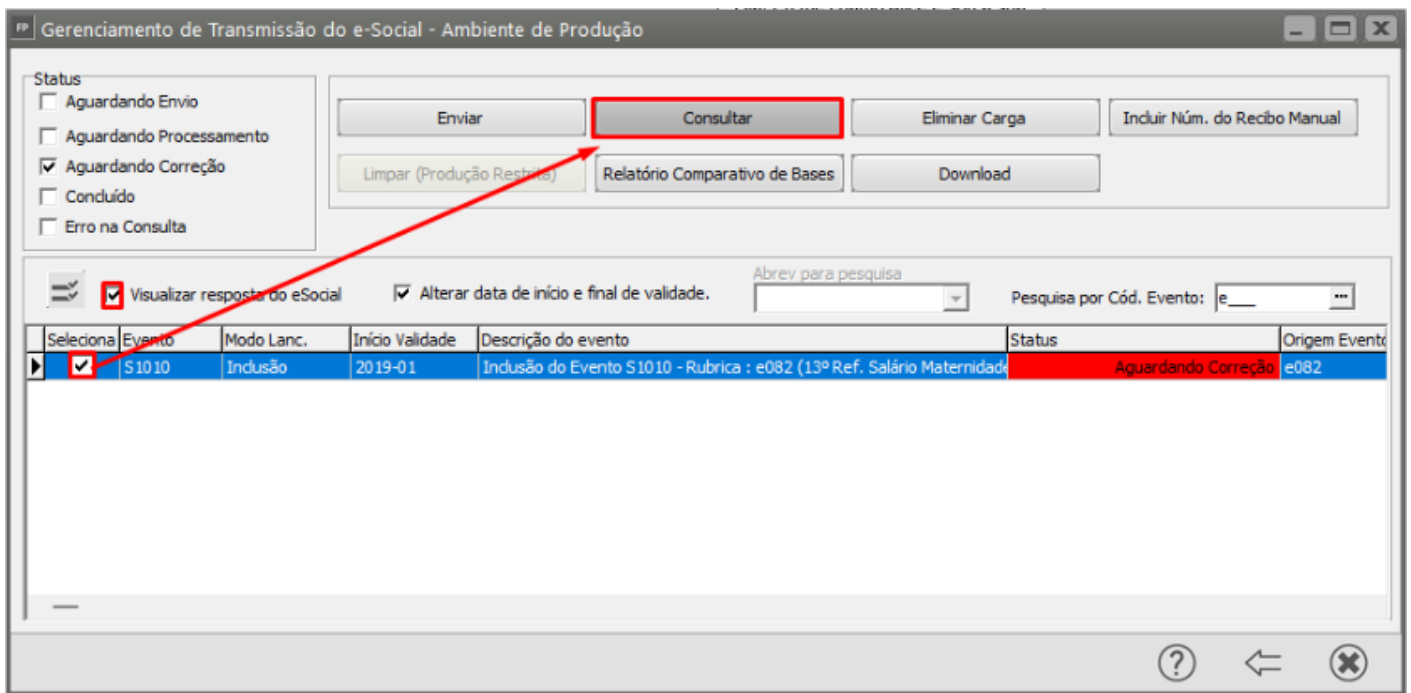 FP Gerenciamento de Transmissão do e-Social - Ambiente de Produção
Status
Aguardando Envio
Aguardando Processamento
Aguardando Correção
Concluído
Erro na Consulta
Enviar
Consultar
Eliminar Carga
Incluir Núm. do Recibo Manual
Limpar (Produção Restrita)
Relatório Comparativo de Bases
Download
Visualizar resposta do eSocial
Alterar data de início e final de validade.
Abrev para pesquisa
Pesquisa por Cód. Evento: e___ ...
Seleciona Evento Modo Lanc. Início Validade Descrição do evento Status Origem Evento
S1010 Inclusão 2019-01 Inclusão do Evento S1010 - Rubrica : e082 (13º Ref. Salário Maternidade Aguardando Correção e082
?